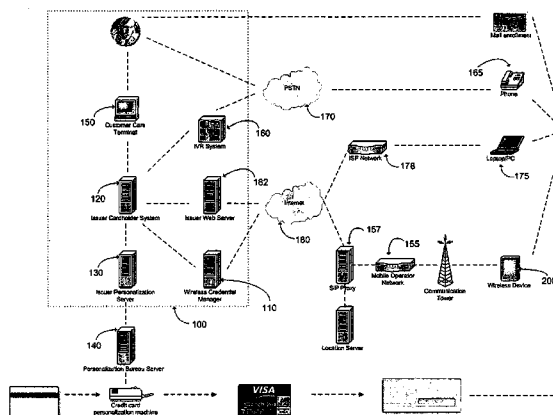 Mail enrollment
165
Phone
PSTN
170
150
Customer Care
Terminal
IVR System
160
ISP Network
178
Laptop/PC
175
120
Issuer Cardholder System
182
Issuer Web Server
Internet
180
157
155
SIP Proxy
Mobile Operator
Network
Communication
Tower
Wireless Device
200
130
Issuer Personalization
Server
Wireless Credential
Manager
110
100
Location Server
140
Personalization Bureau Server
Credit card
personalization machine
VISA